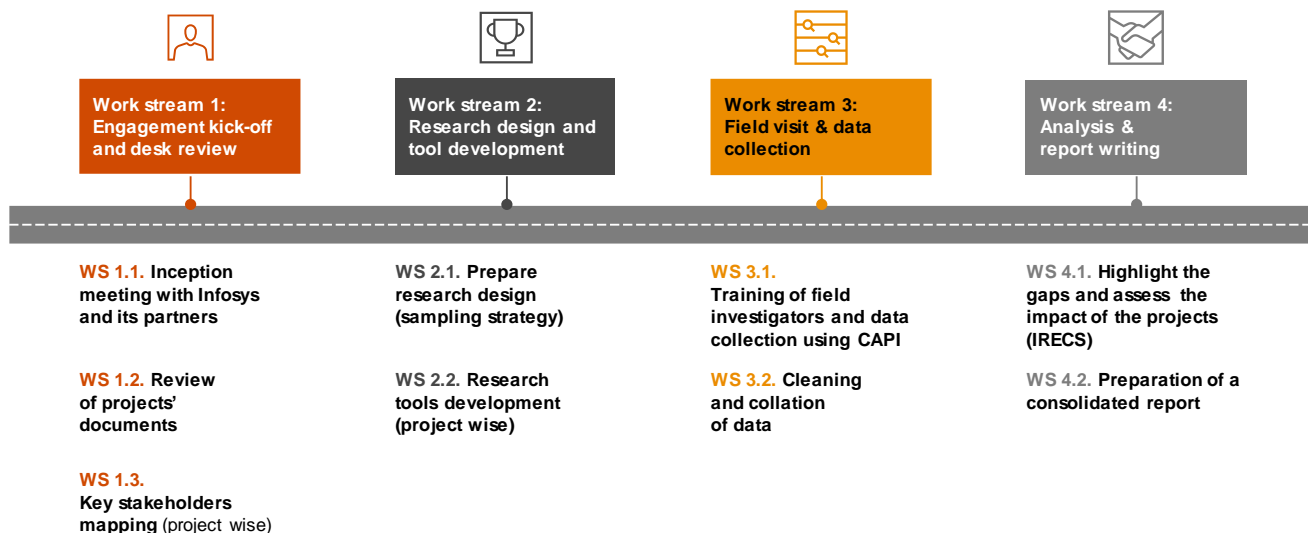 Work stream 1:
Engagement kick-off
and desk review
Work stream 2:
Research design and
tool development
Work stream 3:
Field visit & data
collection
Work stream 4:
Analysis &
report writing
WS 1.1. Inception
meeting with Infosys
and its partners
WS 1.2. Review
of projects'
documents
WS 1.3.
Key stakeholders
mapping (project wise)
WS 2.1. Prepare
research design
(sampling strategy)
WS 2.2. Research
tools development
(project wise)
WS 3.1.
Training of field
investigators and data
collection using CAPI
WS 3.2. Cleaning
and collation
of data
WS 4.1. Highlight the
gaps and assess the
impact of the projects
(IRECS)
WS 4.2. Preparation of a
consolidated report